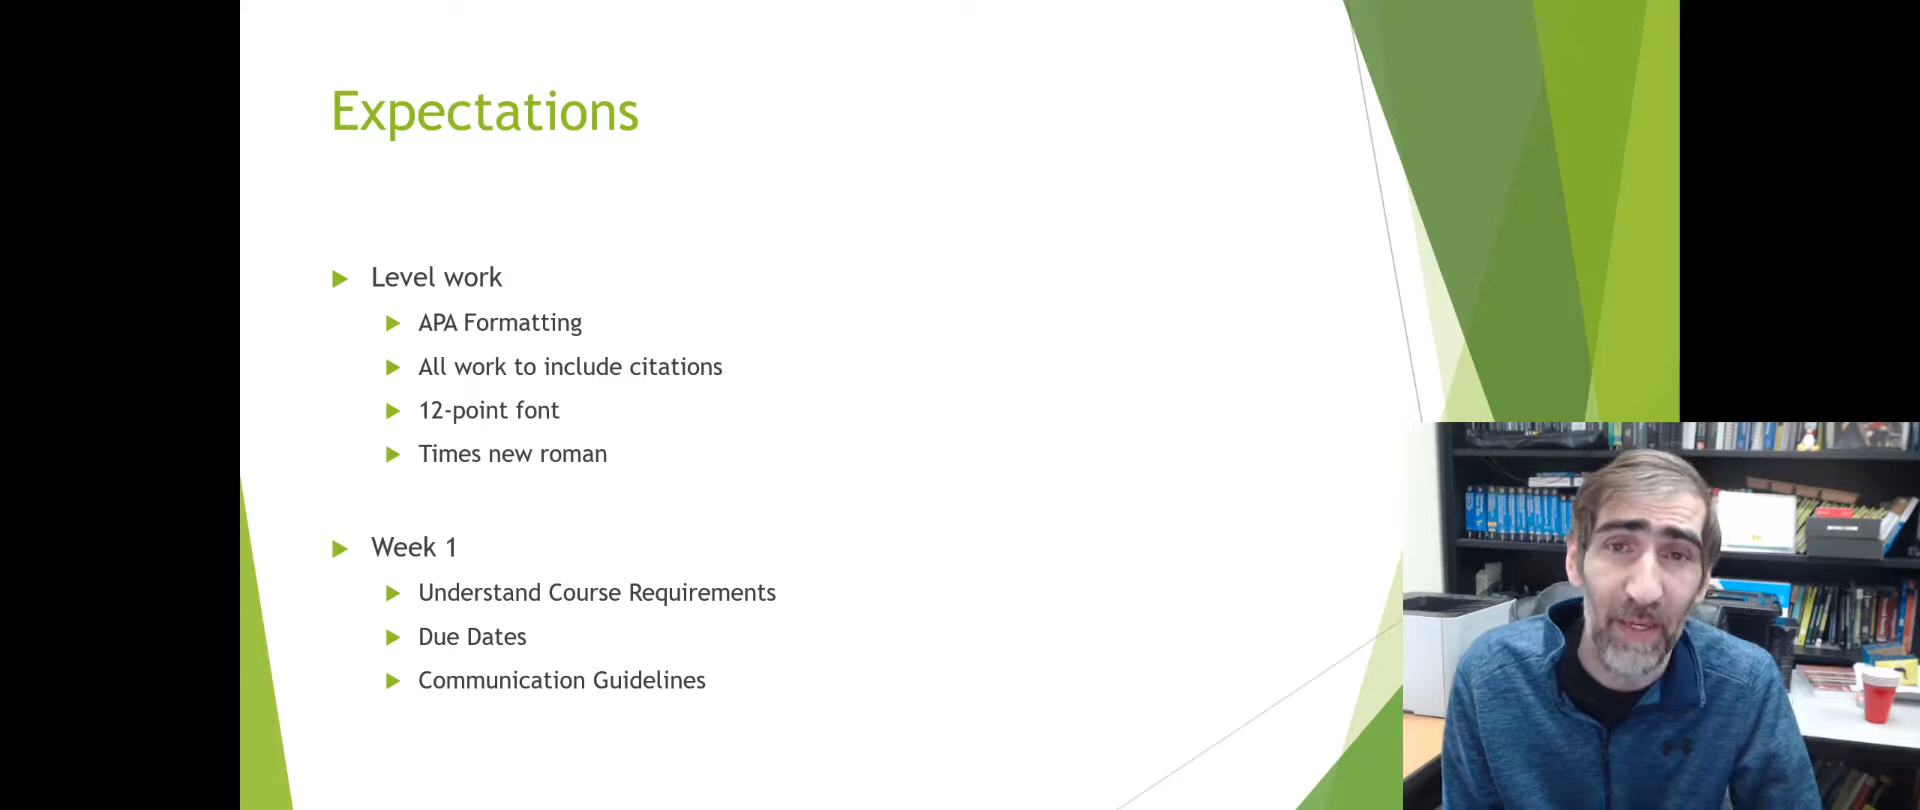 Expectations
Level work
APA Formatting
All work to include citations
12-point font
Times new roman
Week 1
Understand Course Requirements
Due Dates
Communication Guidelines